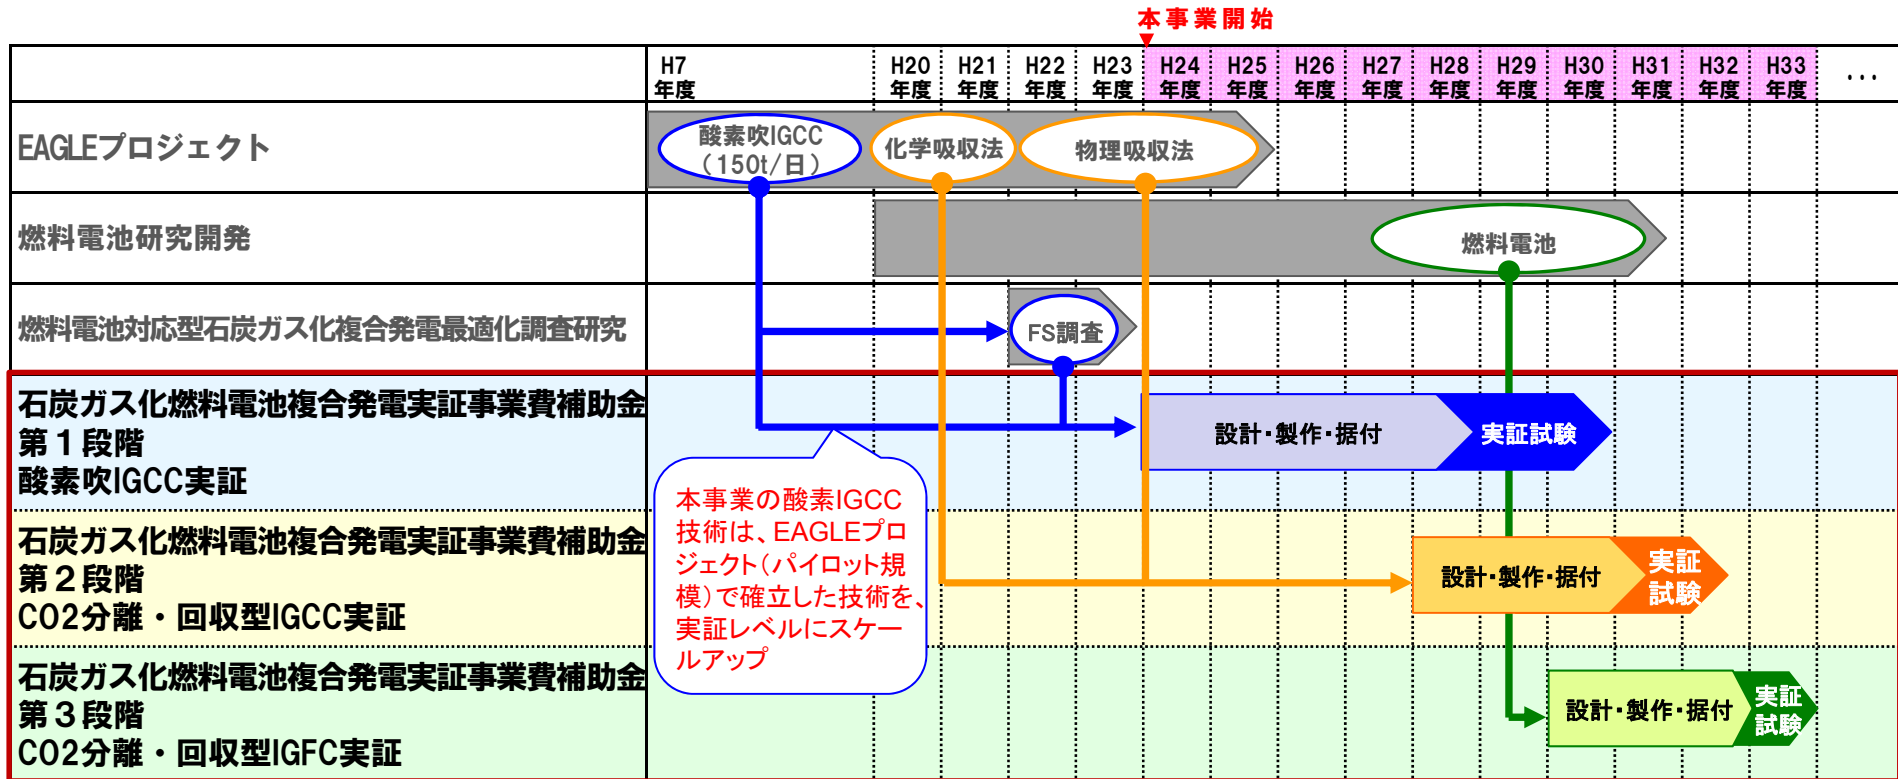 本事業開始
H7
年度
H20
年度
H21
年度
H22
年度
H23
年度
H24
年度
H25
年度
H26
年度
H27
年度
H28
年度
H29
年度
H30
年度
H31
年度
H32
年度
H33
年度
...
EAGLEプロジェクト
酸素吹IGCC
（150t/日）
化学吸収法
物理吸収法
燃料電池研究開発
燃料電池
燃料電池対応型石炭ガス化複合発電最適化調査研究
FS調査
石炭ガス化燃料電池複合発電実証事業費補助金
第１段階
酸素吹IGCC実証
設計・製作・据付
実証試験
本事業の酸素IGCC
技術は、EAGLEプロ
ジェクト（パイロット規
模）で確立した技術を、
実証レベルにスケー
ルアップ
石炭ガス化燃料電池複合発電実証事業費補助金
第２段階
CO2分離・回収型IGCC実証
設計・製作・据付
実証
試験
石炭ガス化燃料電池複合発電実証事業費補助金
第３段階
CO2分離・回収型IGFC実証
設計・製作・据付
実証
試験